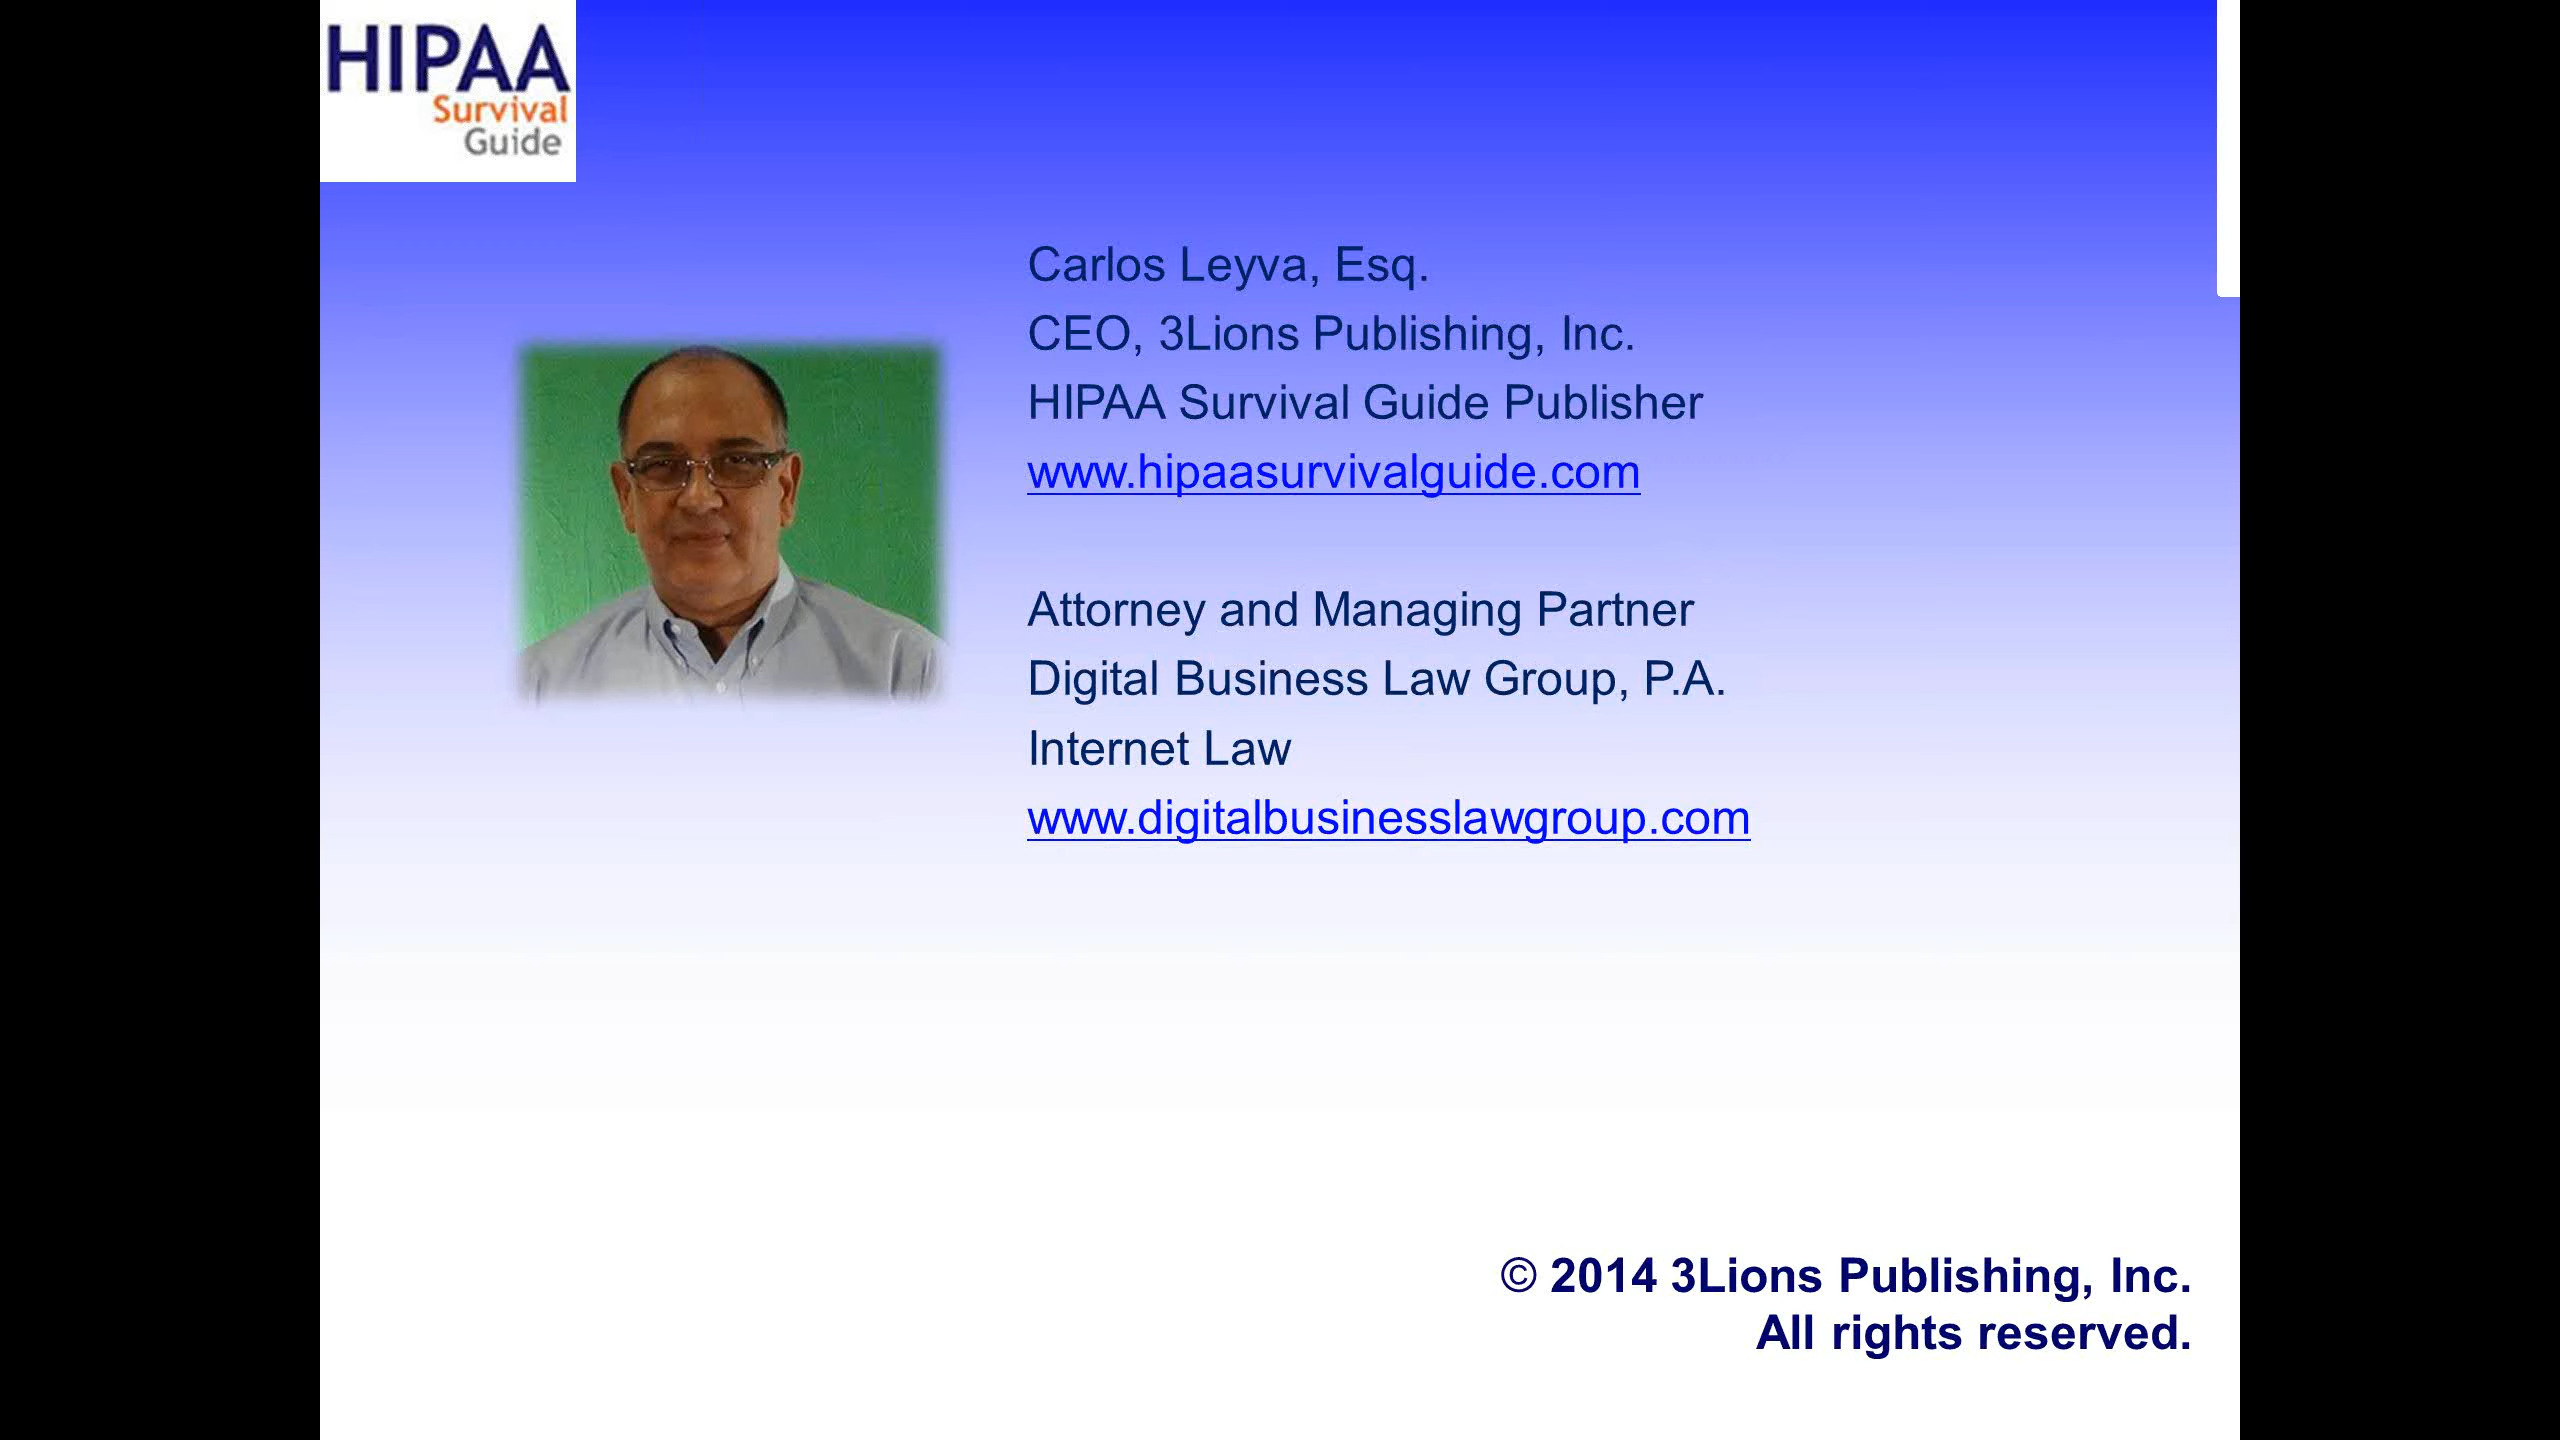 HIPAA
Survival
Guide
Carlos Leyva, Esq.
CEO, 3Lions Publishing, Inc.
HIPAA Survival Guide Publisher
www.hipaasurvivalguide.com
Attorney and Managing Partner
Digital Business Law Group, P.A.
Internet Law
www.digitalbusinesslawgroup.com
© 2014 3Lions Publishing, Inc.
All rights reserved.